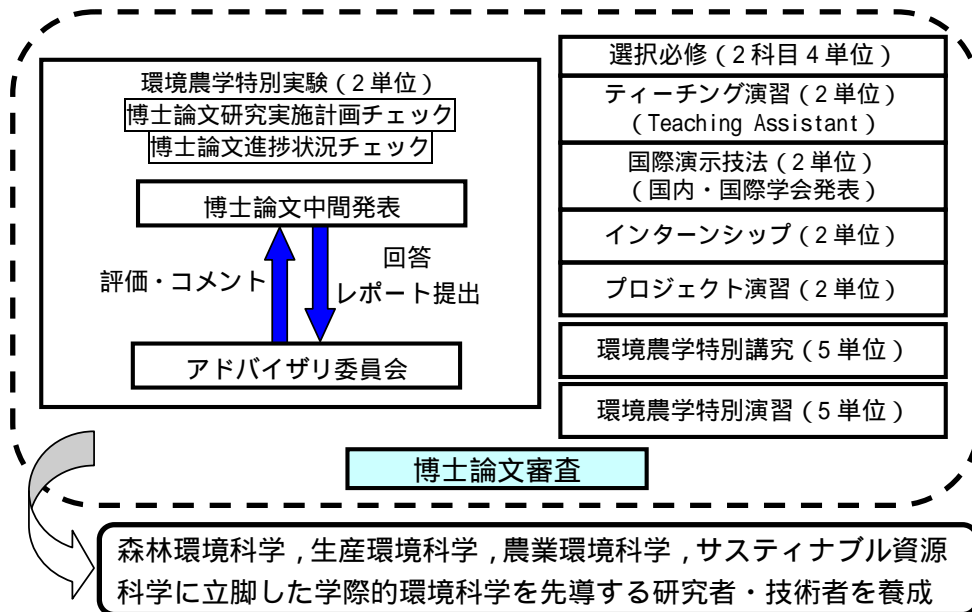 環境農学特別実験(2単位)
博士論文研究実施計画チェック
博士論文進捗状況チェック
博士論文中間発表
評価・コメント
回答
レポート提出
アドバイザリ委員会
選択必修(2科目4単位)
ティーチング演習(2単位)
(Teaching Assistant)
国際演示技法(2単位)
(国内・国際学会発表)
インターンシップ(2単位)
プロジェクト演習(2単位)
環境農学特別講究(5単位)
環境農学特別演習(5単位)
博士論文審査
森林環境科学,生産環境科学,農業環境科学,サスティナブル資源
科学に立脚した学際的環境科学を先導する研究者・技術者を養成